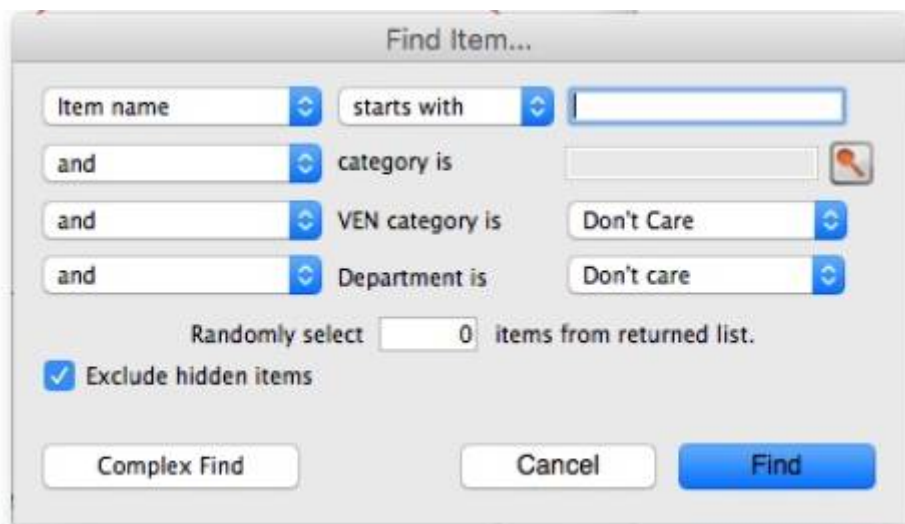 Find Item...
Item name starts with
and category is
and VEN category is Don't Care
and Department is Don't care
Randomly select 0 items from returned list.
Exclude hidden items
Complex Find Cancel Find